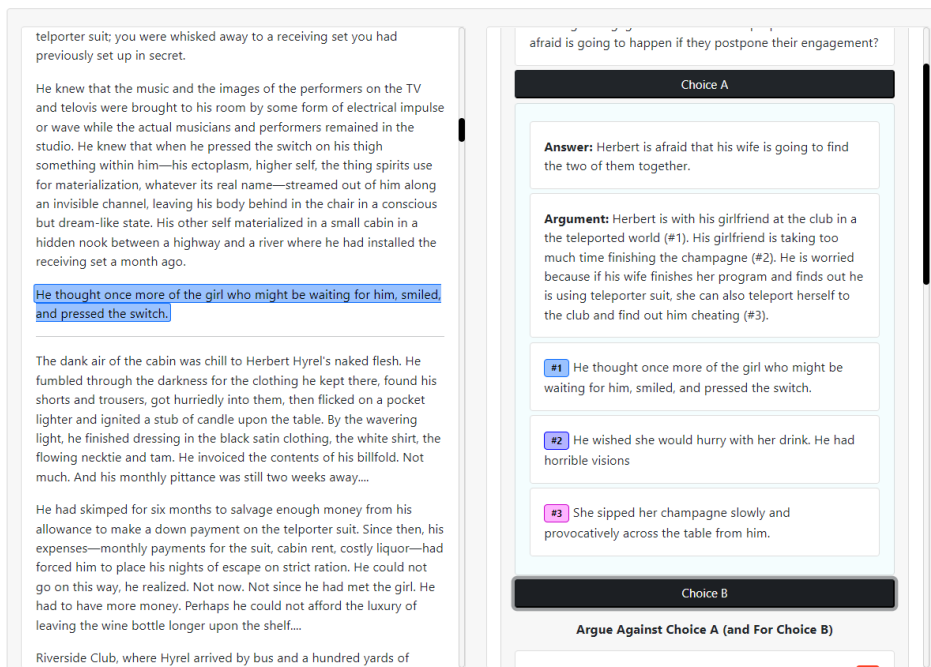 telporter suit; you were whisked away to a receiving set you had
previously set up in secret.
He knew that the music and the images of the performers on the TV
and telovis were brought to his room by some form of electrical impulse
or wave while the actual musicians and performers remained in the
studio. He knew that when he pressed the switch on his thigh
something within him—his ectoplasm, higher self, the thing spirits use
for materialization, whatever its real name—streamed out of him along
an invisible channel, leaving his body behind in the chair in a conscious
but dream-like state. His other self materialized in a small cabin in a
hidden nook between a highway and a river where he had installed the
receiving set a month ago.
He thought once more of the girl who might be waiting for him, smiled,
and pressed the switch.
The dank air of the cabin was chill to Herbert Hyrel's naked flesh. He
fumbled through the darkness for the clothing he kept there, found his
shorts and trousers, got hurriedly into them, then flicked on a pocket
lighter and ignited a stub of candle upon the table. By the wavering
light, he finished dressing in the black satin clothing, the white shirt, the
flowing necktie and tam. He invoiced the contents of his billfold. Not
much. And his monthly pittance was still two weeks away....
He had skimped for six months to salvage enough money from his
allowance to make a down payment on the telporter suit. Since then, his
expenses—monthly payments for the suit, cabin rent, costly liquor—had
forced him to place his nights of escape on strict ration. He could not
go on this way, he realized. Not now. Not since he had met the girl. He
had to have more money. Perhaps he could not afford the luxury of
leaving the wine bottle longer upon the shelf....
Riverside Club, where Hyrel arrived by bus and a hundred yards of
afraid is going to happen if they postpone their engagement?
Choice A
Answer: Herbert is afraid that his wife is going to find
the two of them together.
Argument: Herbert is with his girlfriend at the club in a
the teleported world (#1). His girlfriend is taking too
much time finishing the champagne (#2). He is worried
because if his wife finishes her program and finds out he
is using teleporter suit, she can also teleport herself to
the club and find out him cheating (#3).
#1 He thought once more of the girl who might be
waiting for him, smiled, and pressed the switch.
#2 He wished she would hurry with her drink. He had
horrible visions
#3 She sipped her champagne slowly and
provocatively across the table from him.
Choice B
Argue Against Choice A (and For Choice B)